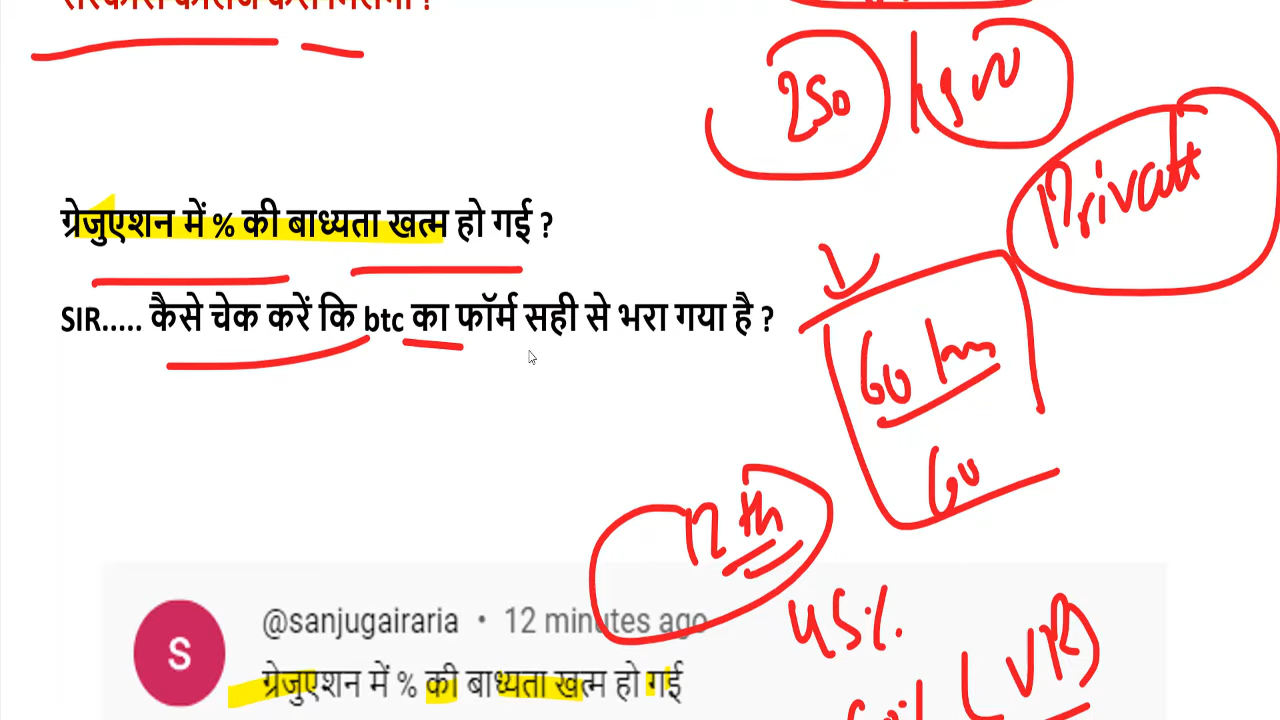 250
Private
ग्रेजुएशन में % की बाध्यता खत्म हो गई ?
SIR..... कैसे चेक करें कि btc का फॉर्म सही से भरा गया है ?
60
60
12th
45%
S
@sanjugairaria • 12 minutes ago
ग्रेजुएशन में % की बाध्यता खत्म हो गई